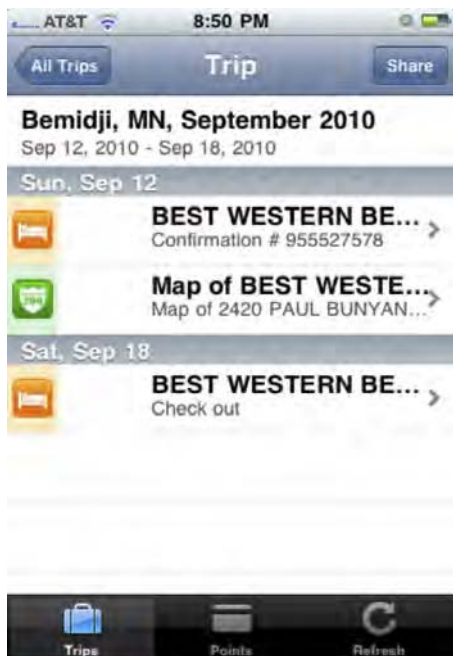 AT&T
8:50 PM
All Trips
Trip
Share
Bemidji, MN, September 2010
Sep 12, 2010 - Sep 18, 2010
Sun, Sep 12
BEST WESTERN BE...
Confirmation # 955527578
Map of BEST WESTE...
Map of 2420 PAUL BUNYAN...
Sat, Sep 18
BEST WESTERN BE...
Check out
Trips
Points
Refresh